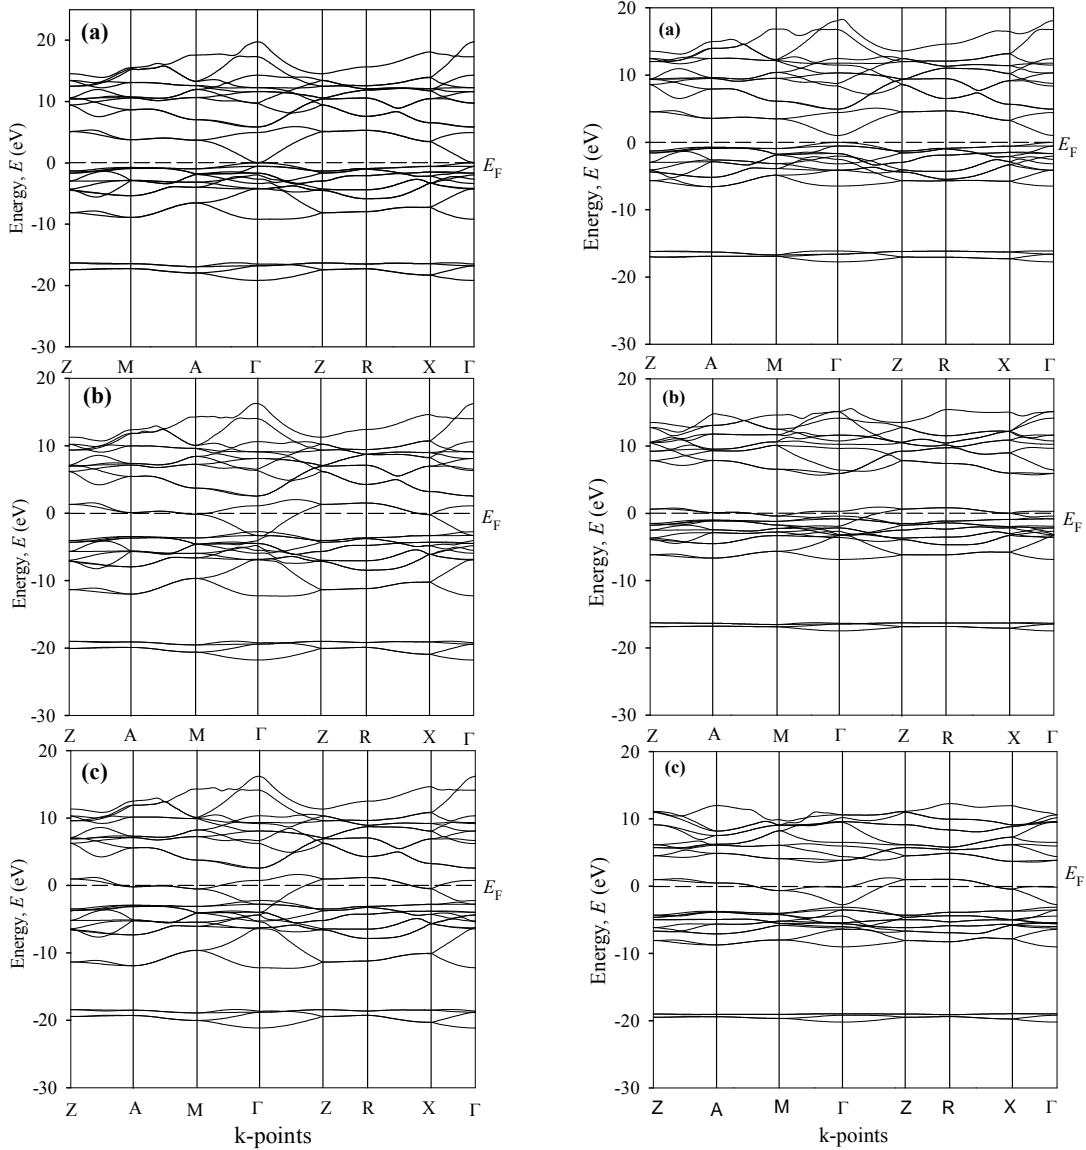 (a)
20
10
0
-10
-20
-30
Energy, E (eV)
E_F
Z M A Γ Z R X Γ
(b)
20
10
0
-10
-20
-30
Energy, E (eV)
E_F
Z A M Γ Z R X Γ
(c)
20
10
0
-10
-20
-30
Energy, E (eV)
E_F
Z A M Γ Z R X Γ
k-points
(a)
20
10
0
-10
-20
-30
Energy, E (eV)
E_F
Z A M Γ Z R X Γ
(b)
20
10
0
-10
-20
-30
Energy, E (eV)
E_F
Z A M Γ Z R X Γ
(c)
20
10
0
-10
-20
-30
Energy, E (eV)
E_F
Z A M Γ Z R X Γ
k-points